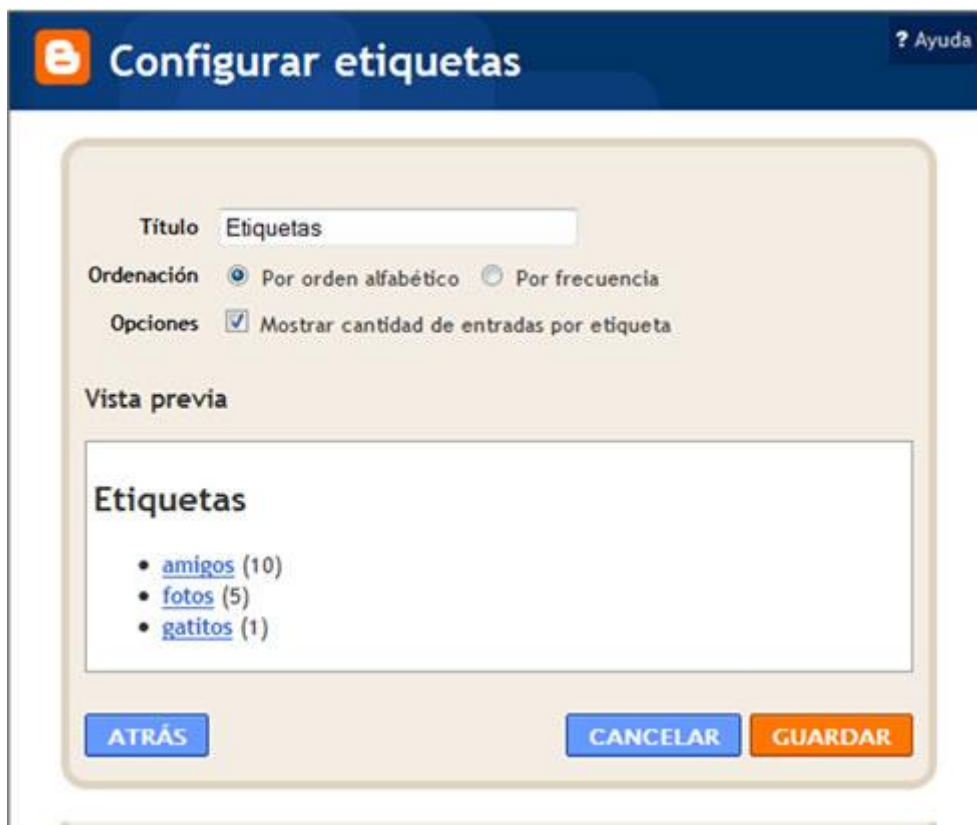 Configurar etiquetas
? Ayuda
Título Etiquetas
Ordenación Por orden alfabético Por frecuencia
Opciones Mostrar cantidad de entradas por etiqueta
Vista previa
Etiquetas
• amigos (10)
• fotos (5)
• gatitos (1)
ATRÁS CANCELAR GUARDAR